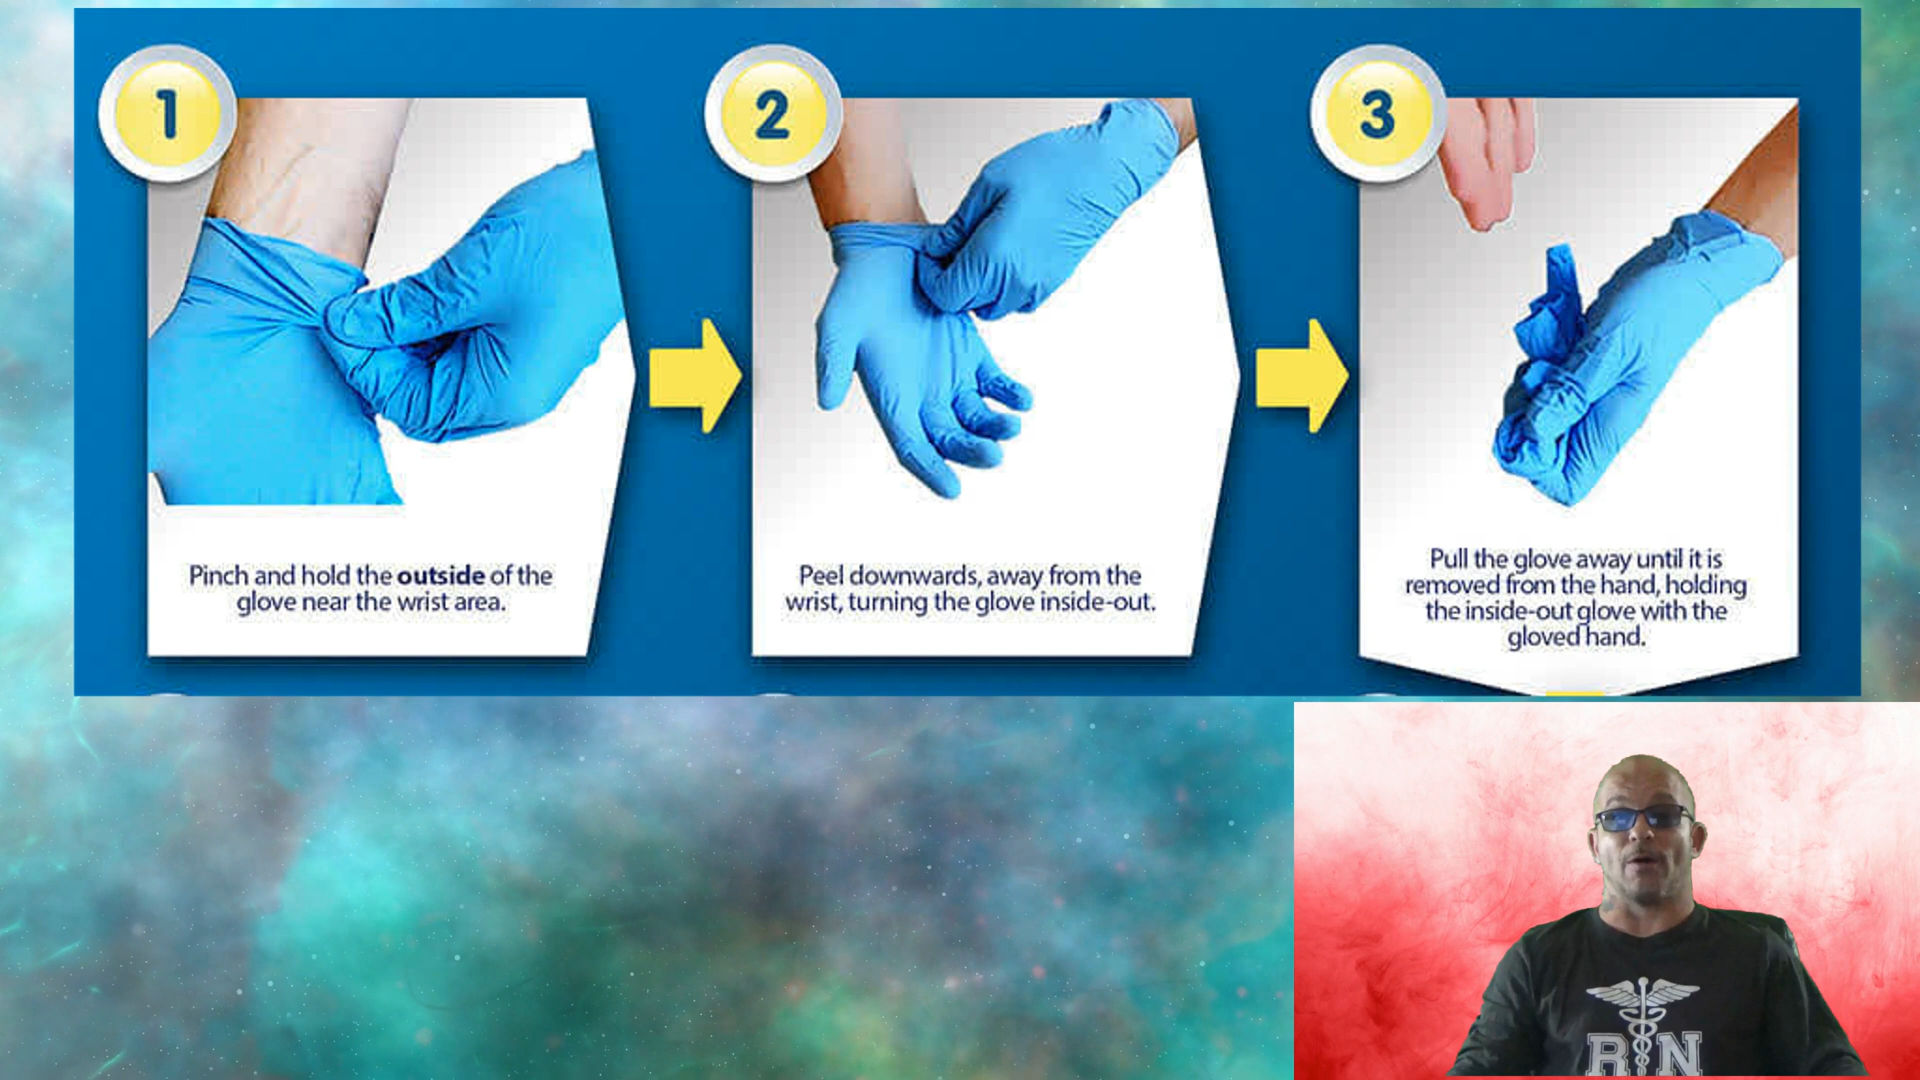 1
Pinch and hold the outside of the
glove near the wrist area.
2
Peel downwards, away from the
wrist, turning the glove inside-out.
3
Pull the glove away until it is
removed from the hand, holding
the inside-out glove with the
gloved hand.
RN